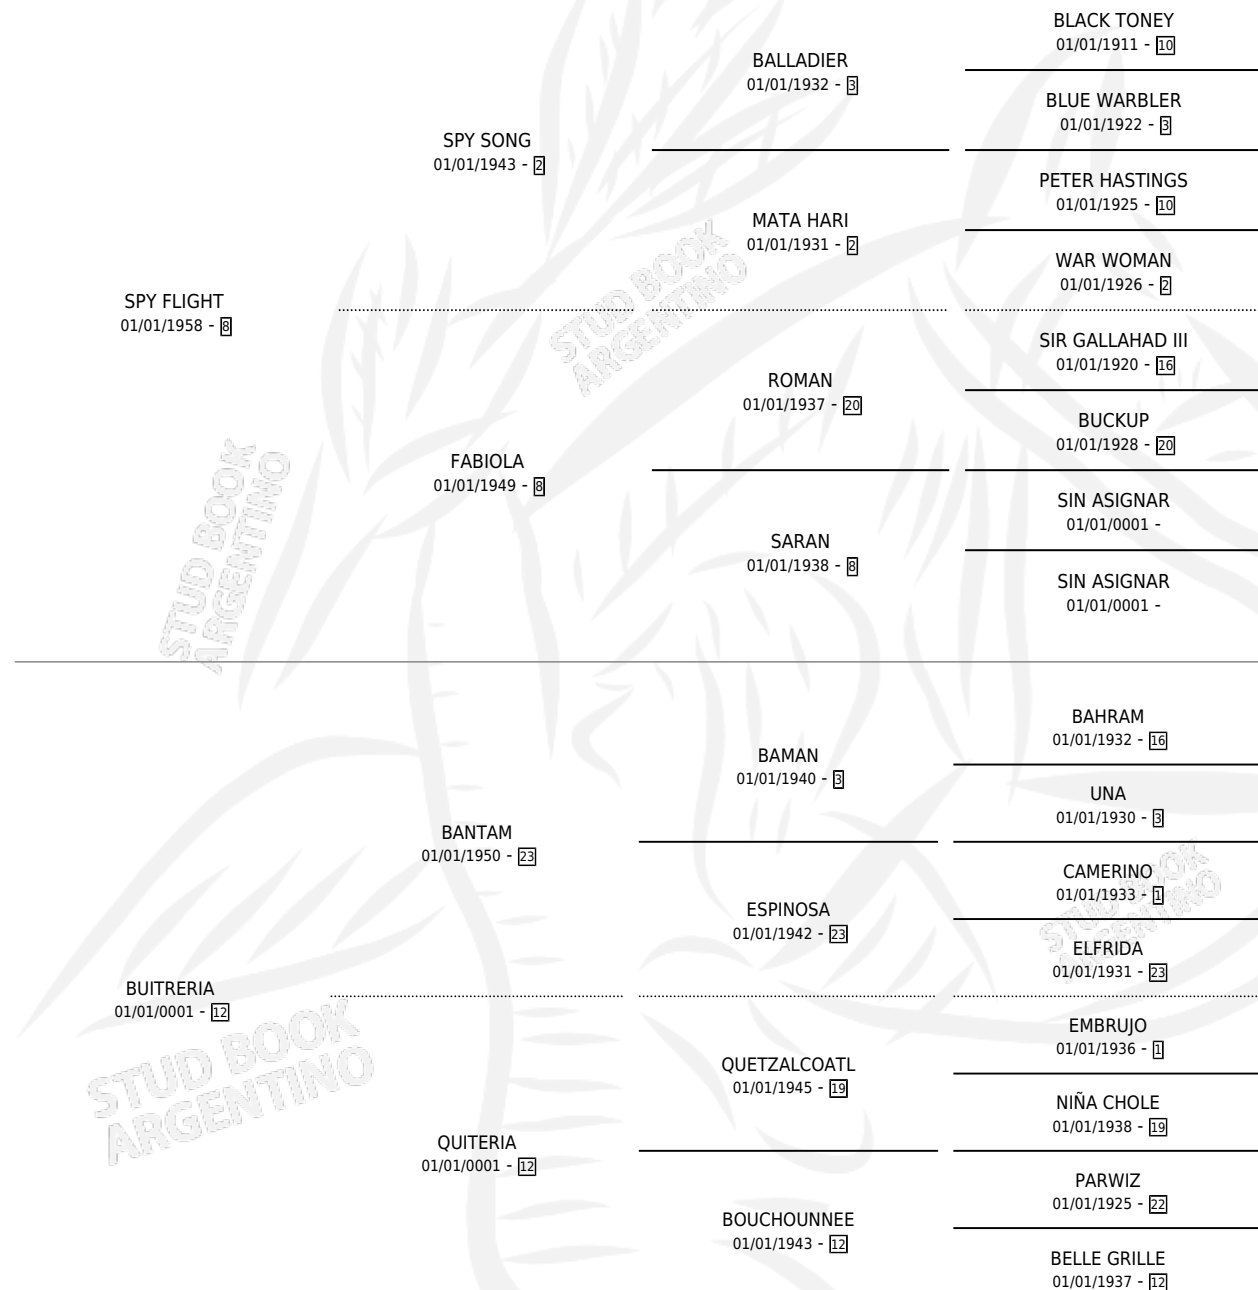 BLACK TONEY
01/01/1911 - 10
BALLADIER
01/01/1932 - 3
BLUE WARBLER
01/01/1922 - 3
SPY SONG
01/01/1943 - 2
PETER HASTINGS
01/01/1925 - 10
MATA HARI
01/01/1931 - 2
WAR WOMAN
01/01/1926 - 2
SPY FLIGHT
01/01/1958 - 8
SIR GALLAHAD III
01/01/1920 - 16
ROMAN
01/01/1937 - 20
BUCKUP
01/01/1928 - 20
FABIOLA
01/01/1949 - 8
SIN ASIGNAR
01/01/0001 -
SARAN
01/01/1938 - 8
SIN ASIGNAR
01/01/0001 -
STUD BOOK
ARGENTINO
STUD BOOK
ARGENTINO
BAHRAM
01/01/1932 - 16
BAMAN
01/01/1940 - 3
UNA
01/01/1930 - 3
BANTAM
01/01/1950 - 23
CAMERINO
01/01/1933 - 1
ESPINOSA
01/01/1942 - 23
ELFRIDA
01/01/1931 - 23
BUITRERIA
01/01/0001 - 12
EMBRUJO
01/01/1936 - 1
QUETZALCOATL
01/01/1945 - 19
NIÑA CHOLE
01/01/1938 - 19
QUITERIA
01/01/0001 - 12
PARWIZ
01/01/1925 - 22
BOUCHOUNNEE
01/01/1943 - 12
BELLE GRILLE
01/01/1937 - 12
STUD BOOK
ARGENTINO
STUD BOOK
ARGENTINO